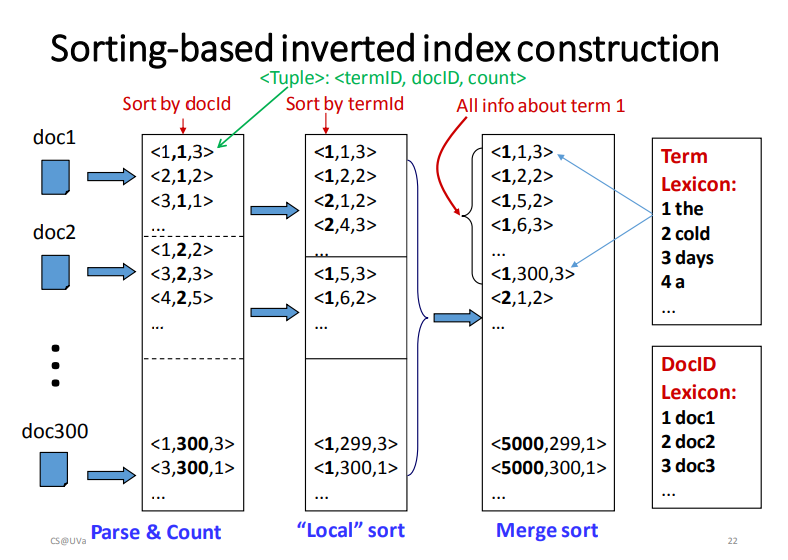 Sorting-based inverted index construction
<Tuple>: <termID, docID, count>
Sort by docId
Sort by termId
All info about term 1
doc1
doc2
doc300
<1,1,3>
<2,1,2>
<3,1,1>
...
<1,2,2>
<3,2,3>
<4,2,5>
...
<1,300,3>
<3,300,1>
...
Parse & Count
<1,1,3>
<1,2,2>
<2,1,2>
<2,4,3>
...
<1,5,3>
<1,6,2>
...
<1,299,3>
<1,300,1>
...
“Local” sort
<1,1,3>
<1,2,2>
<1,5,2>
<1,6,3>
...
<1,300,3>
<2,1,2>
...
<5000,299,1>
<5000,300,1>
...
Merge sort
Term
Lexicon:
1 the
2 cold
3 days
4 a
...
DocID
Lexicon:
1 doc1
2 doc2
3 doc3
...
CS@UVa
22